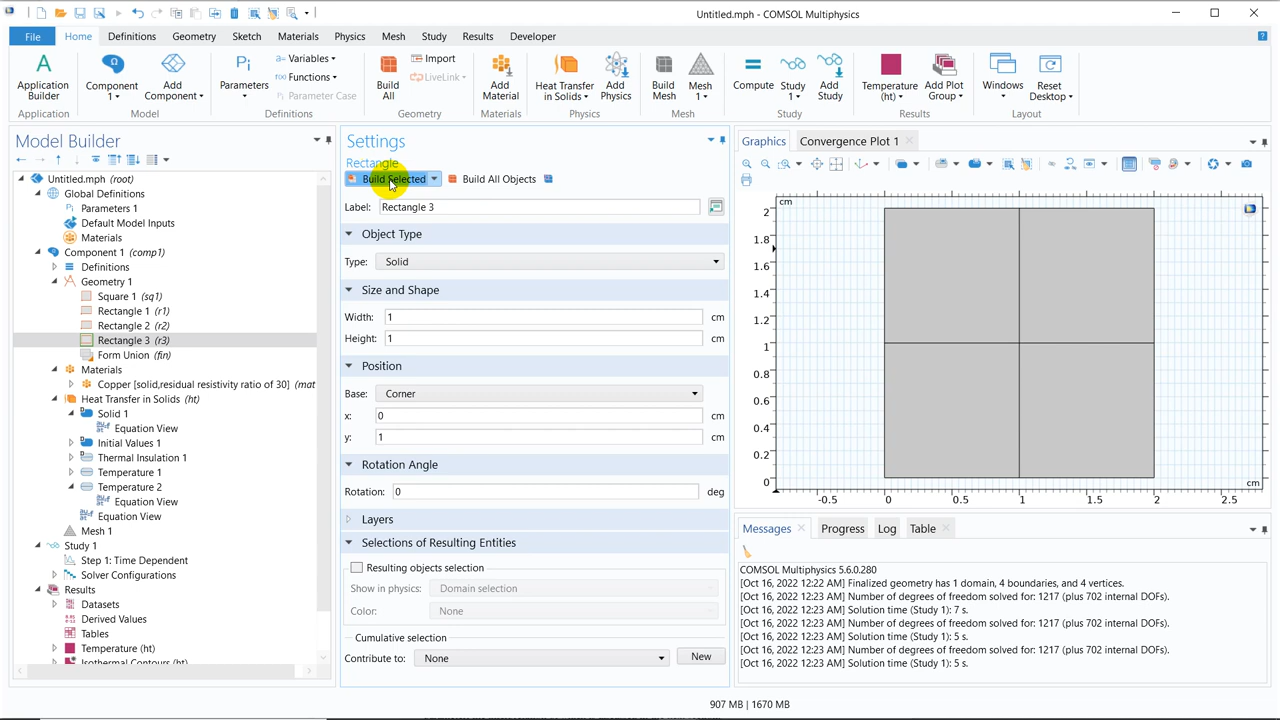 Untitled.mph - COMSOL Multiphysics
File Home Definitions Geometry Sketch Materials Physics Mesh Study Results Developer
Application Builder
Application
Component 1
Add Component
Model
Parameters
a= Variables
f(x) Functions
Pi Parameter Case
Definitions
Build All
Import
LiveLink
Geometry
Add Material
Materials
Heat Transfer in Solids
Add Physics
Physics
Build Mesh
Mesh 1
Mesh
Compute
Study 1
Add Study
Study
Temperature (ht)
Add Plot Group
Results
Windows
Reset Desktop
Layout
Model Builder
Untitled.mph (root)
Global Definitions
Parameters 1
Default Model Inputs
Materials
Component 1 (comp1)
Definitions
Geometry 1
Square 1 (sq1)
Rectangle 1 (r1)
Rectangle 2 (r2)
Rectangle 3 (r3)
Form Union (fin)
Materials
Copper [solid,residual resistivity ratio of 30] (mat
Heat Transfer in Solids (ht)
Solid 1
Equation View
Initial Values 1
Thermal Insulation 1
Temperature 1
Temperature 2
Equation View
Equation View
Mesh 1
Study 1
Step 1: Time Dependent
Solver Configurations
Results
Datasets
Derived Values
Tables
Temperature (ht)
Isothermal Contours (ht)
Settings
Rectangle
Build Selected Build All Objects
Label: Rectangle 3
Object Type
Type: Solid
Size and Shape
Width: 1 cm
Height: 1 cm
Position
Base: Corner
x: 0 cm
y: 1 cm
Rotation Angle
Rotation: 0 deg
Layers
Selections of Resulting Entities
Resulting objects selection
Show in physics: Domain selection
Color: None
Cumulative selection
Contribute to: None New
Graphics Convergence Plot 1
cm
2
1.8
1.6
1.4
1.2
1
0.8
0.6
0.4
0.2
0
cm
-0.5 0 0.5 1 1.5 2 2.5
Messages Progress Log Table
COMSOL Multiphysics 5.6.0.280
[Oct 16, 2022 12:22 AM] Finalized geometry has 1 domain, 4 boundaries, and 4 vertices.
[Oct 16, 2022 12:23 AM] Number of degrees of freedom solved for: 1217 (plus 702 internal DOFs).
[Oct 16, 2022 12:23 AM] Solution time (Study 1): 7 s.
[Oct 16, 2022 12:23 AM] Number of degrees of freedom solved for: 1217 (plus 702 internal DOFs).
[Oct 16, 2022 12:23 AM] Solution time (Study 1): 5 s.
[Oct 16, 2022 12:23 AM] Number of degrees of freedom solved for: 1217 (plus 702 internal DOFs).
[Oct 16, 2022 12:23 AM] Solution time (Study 1): 5 s.
907 MB | 1670 MB